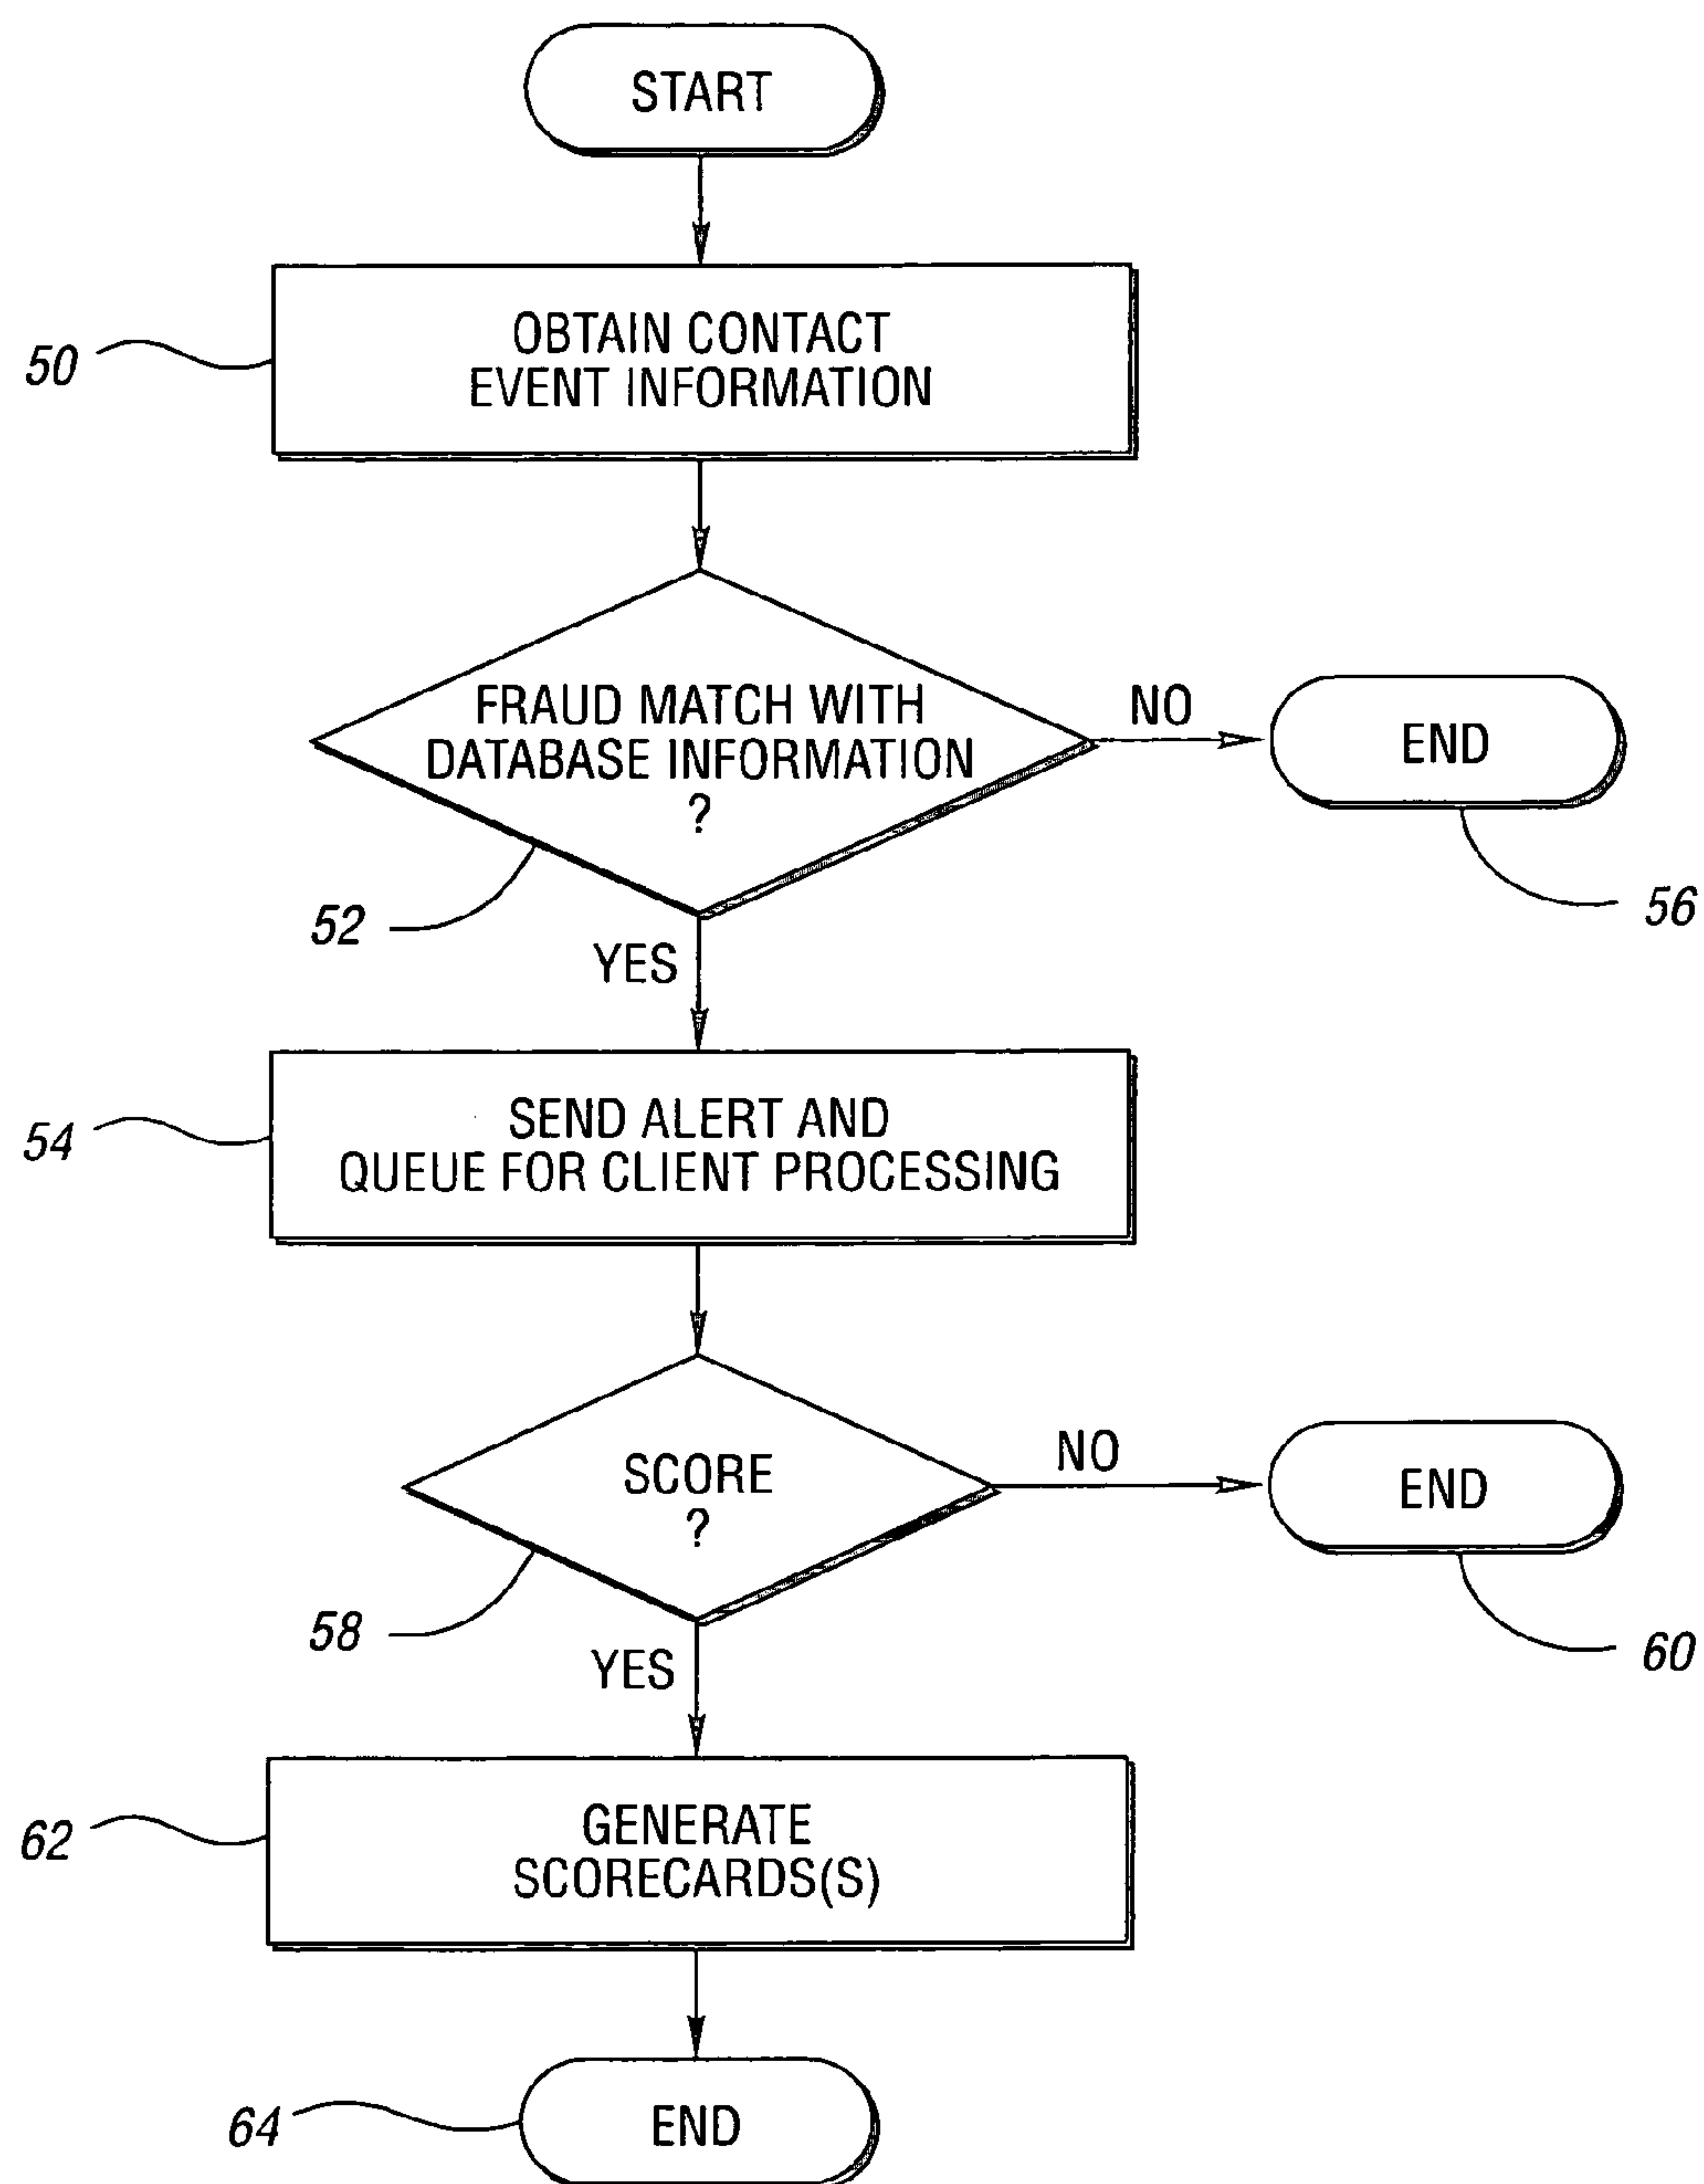 START
50
OBTAIN CONTACT
EVENT INFORMATION
FRAUD MATCH WITH
DATABASE INFORMATION
?
NO
END
52
56
YES
54
SEND ALERT AND
QUEUE FOR CLIENT PROCESSING
SCORE
?
NO
END
58
60
YES
62
GENERATE
SCORECARDS(S)
64
END